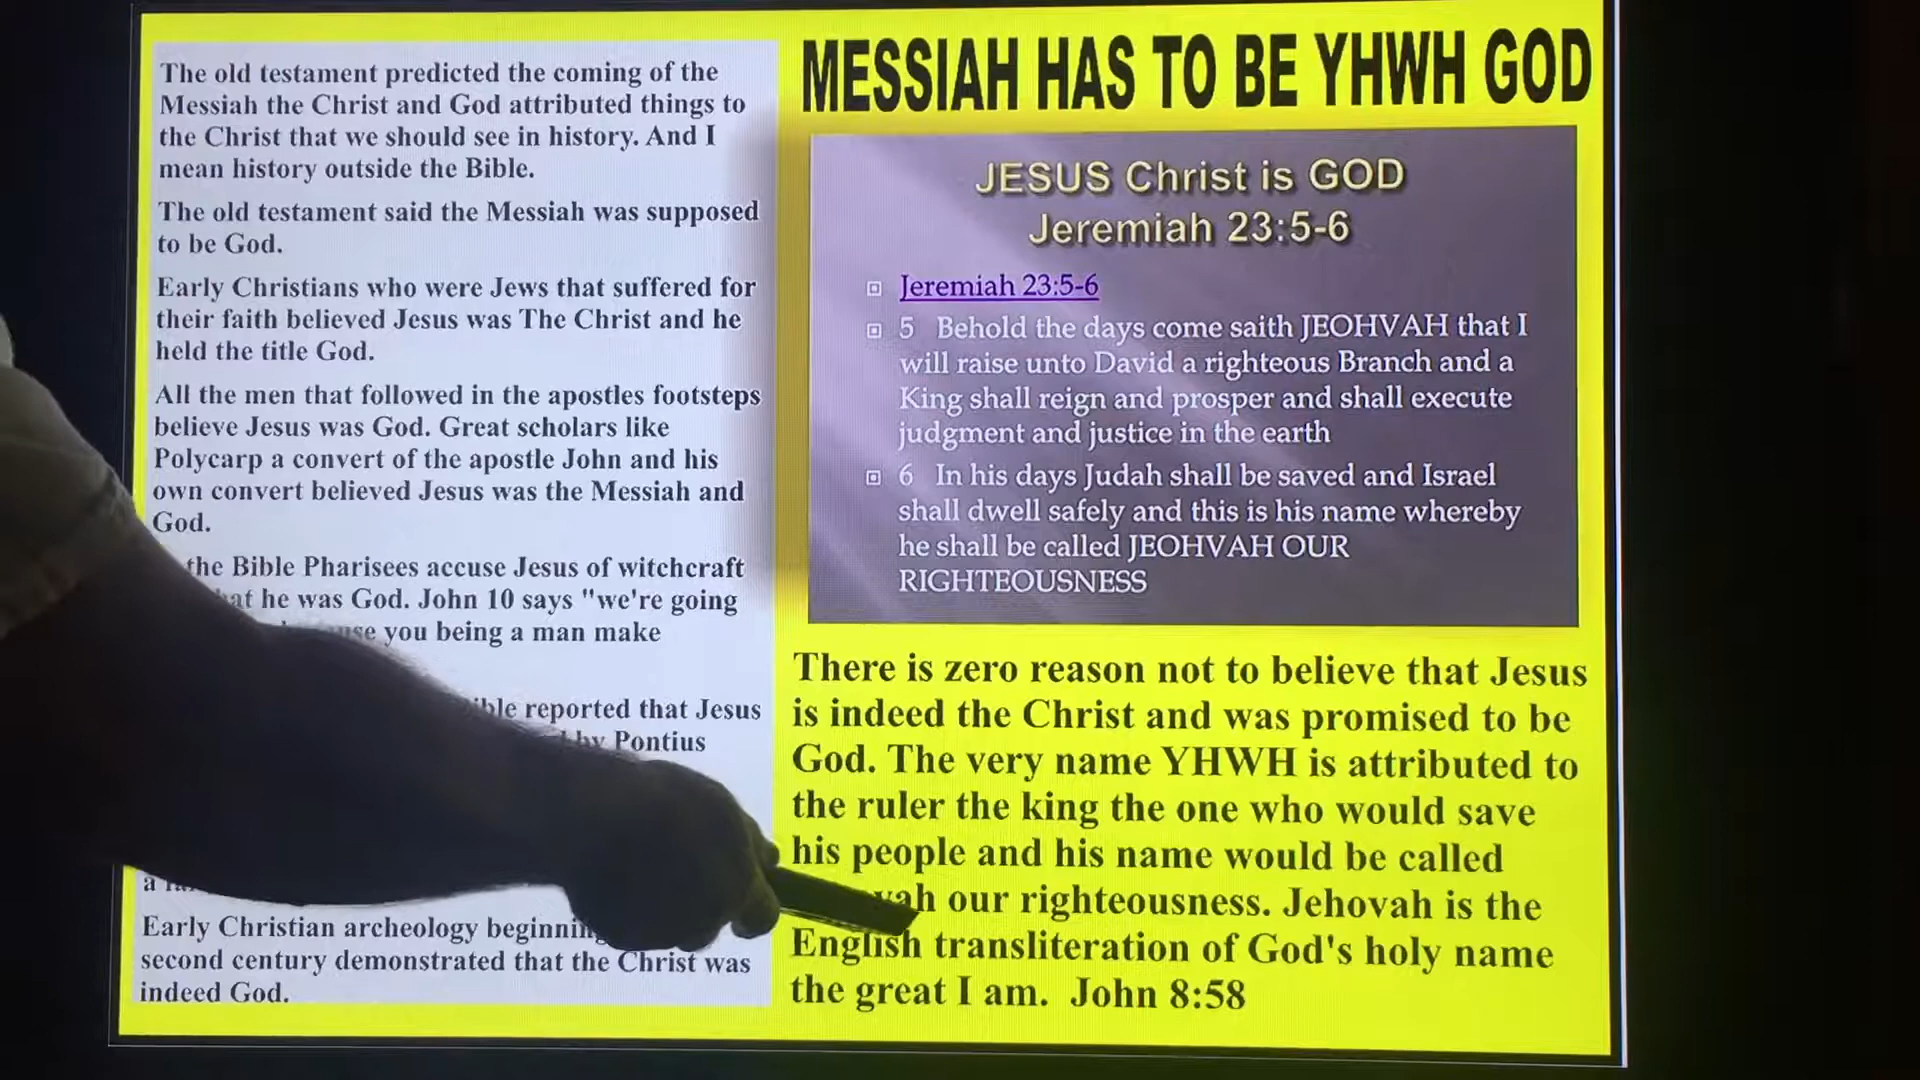 The old testament predicted the coming of the
Messiah the Christ and God attributed things to
the Christ that we should see in history. And I
mean history outside the Bible.
The old testament said the Messiah was supposed
to be God.
Early Christians who were Jews that suffered for
their faith believed Jesus was The Christ and he
held the title God.
All the men that followed in the apostles footsteps
believe Jesus was God. Great scholars like
Polycarp a convert of the apostle John and his
own convert believed Jesus was the Messiah and
God.
the Bible Pharisees accuse Jesus of witchcraft
he was God. John 10 says "we're going
you being a man make
reported that Jesus
by Pontius
a
Early Christian archeology
second century demonstrated that the Christ was
indeed God.
MESSIAH HAS TO BE YHWH GOD
JESUS Christ is GOD
Jeremiah 23:5-6
Jeremiah 23:5-6
5 Behold the days come saith JEOHVAH that I
will raise unto David a righteous Branch and a
King shall reign and prosper and shall execute
judgment and justice in the earth
6 In his days Judah shall be saved and Israel
shall dwell safely and this is his name whereby
he shall be called JEOHVAH OUR
RIGHTEOUSNESS
There is zero reason not to believe that Jesus
is indeed the Christ and was promised to be
God. The very name YHWH is attributed to
the ruler the king the one who would save
his people and his name would be called
our righteousness. Jehovah is the
English transliteration of God's holy name
the great I am. John 8:58